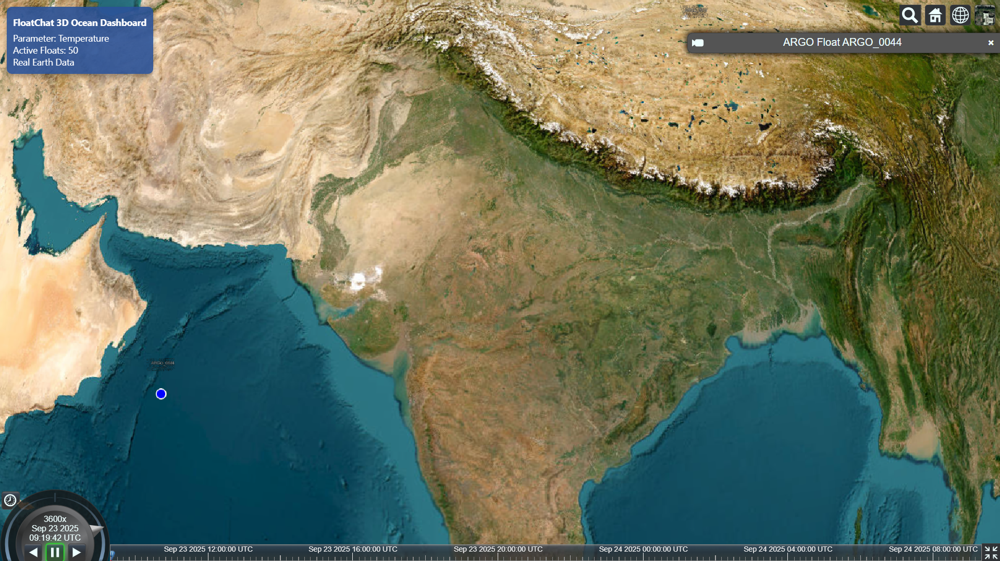 FloatChat 3D Ocean Dashboard
Parameter: Temperature
Active Floats: 50
Real Earth Data
ARGO Float ARGO_0044
×
ARGO_0044
3600x
Sep 23 2025
09:19:42 UTC
Sep 23 2025 12:00:00 UTC
Sep 23 2025 16:00:00 UTC
Sep 23 2025 20:00:00 UTC
Sep 24 2025 00:00:00 UTC
Sep 24 2025 04:00:00 UTC
Sep 24 2025 08:00:00 UTC